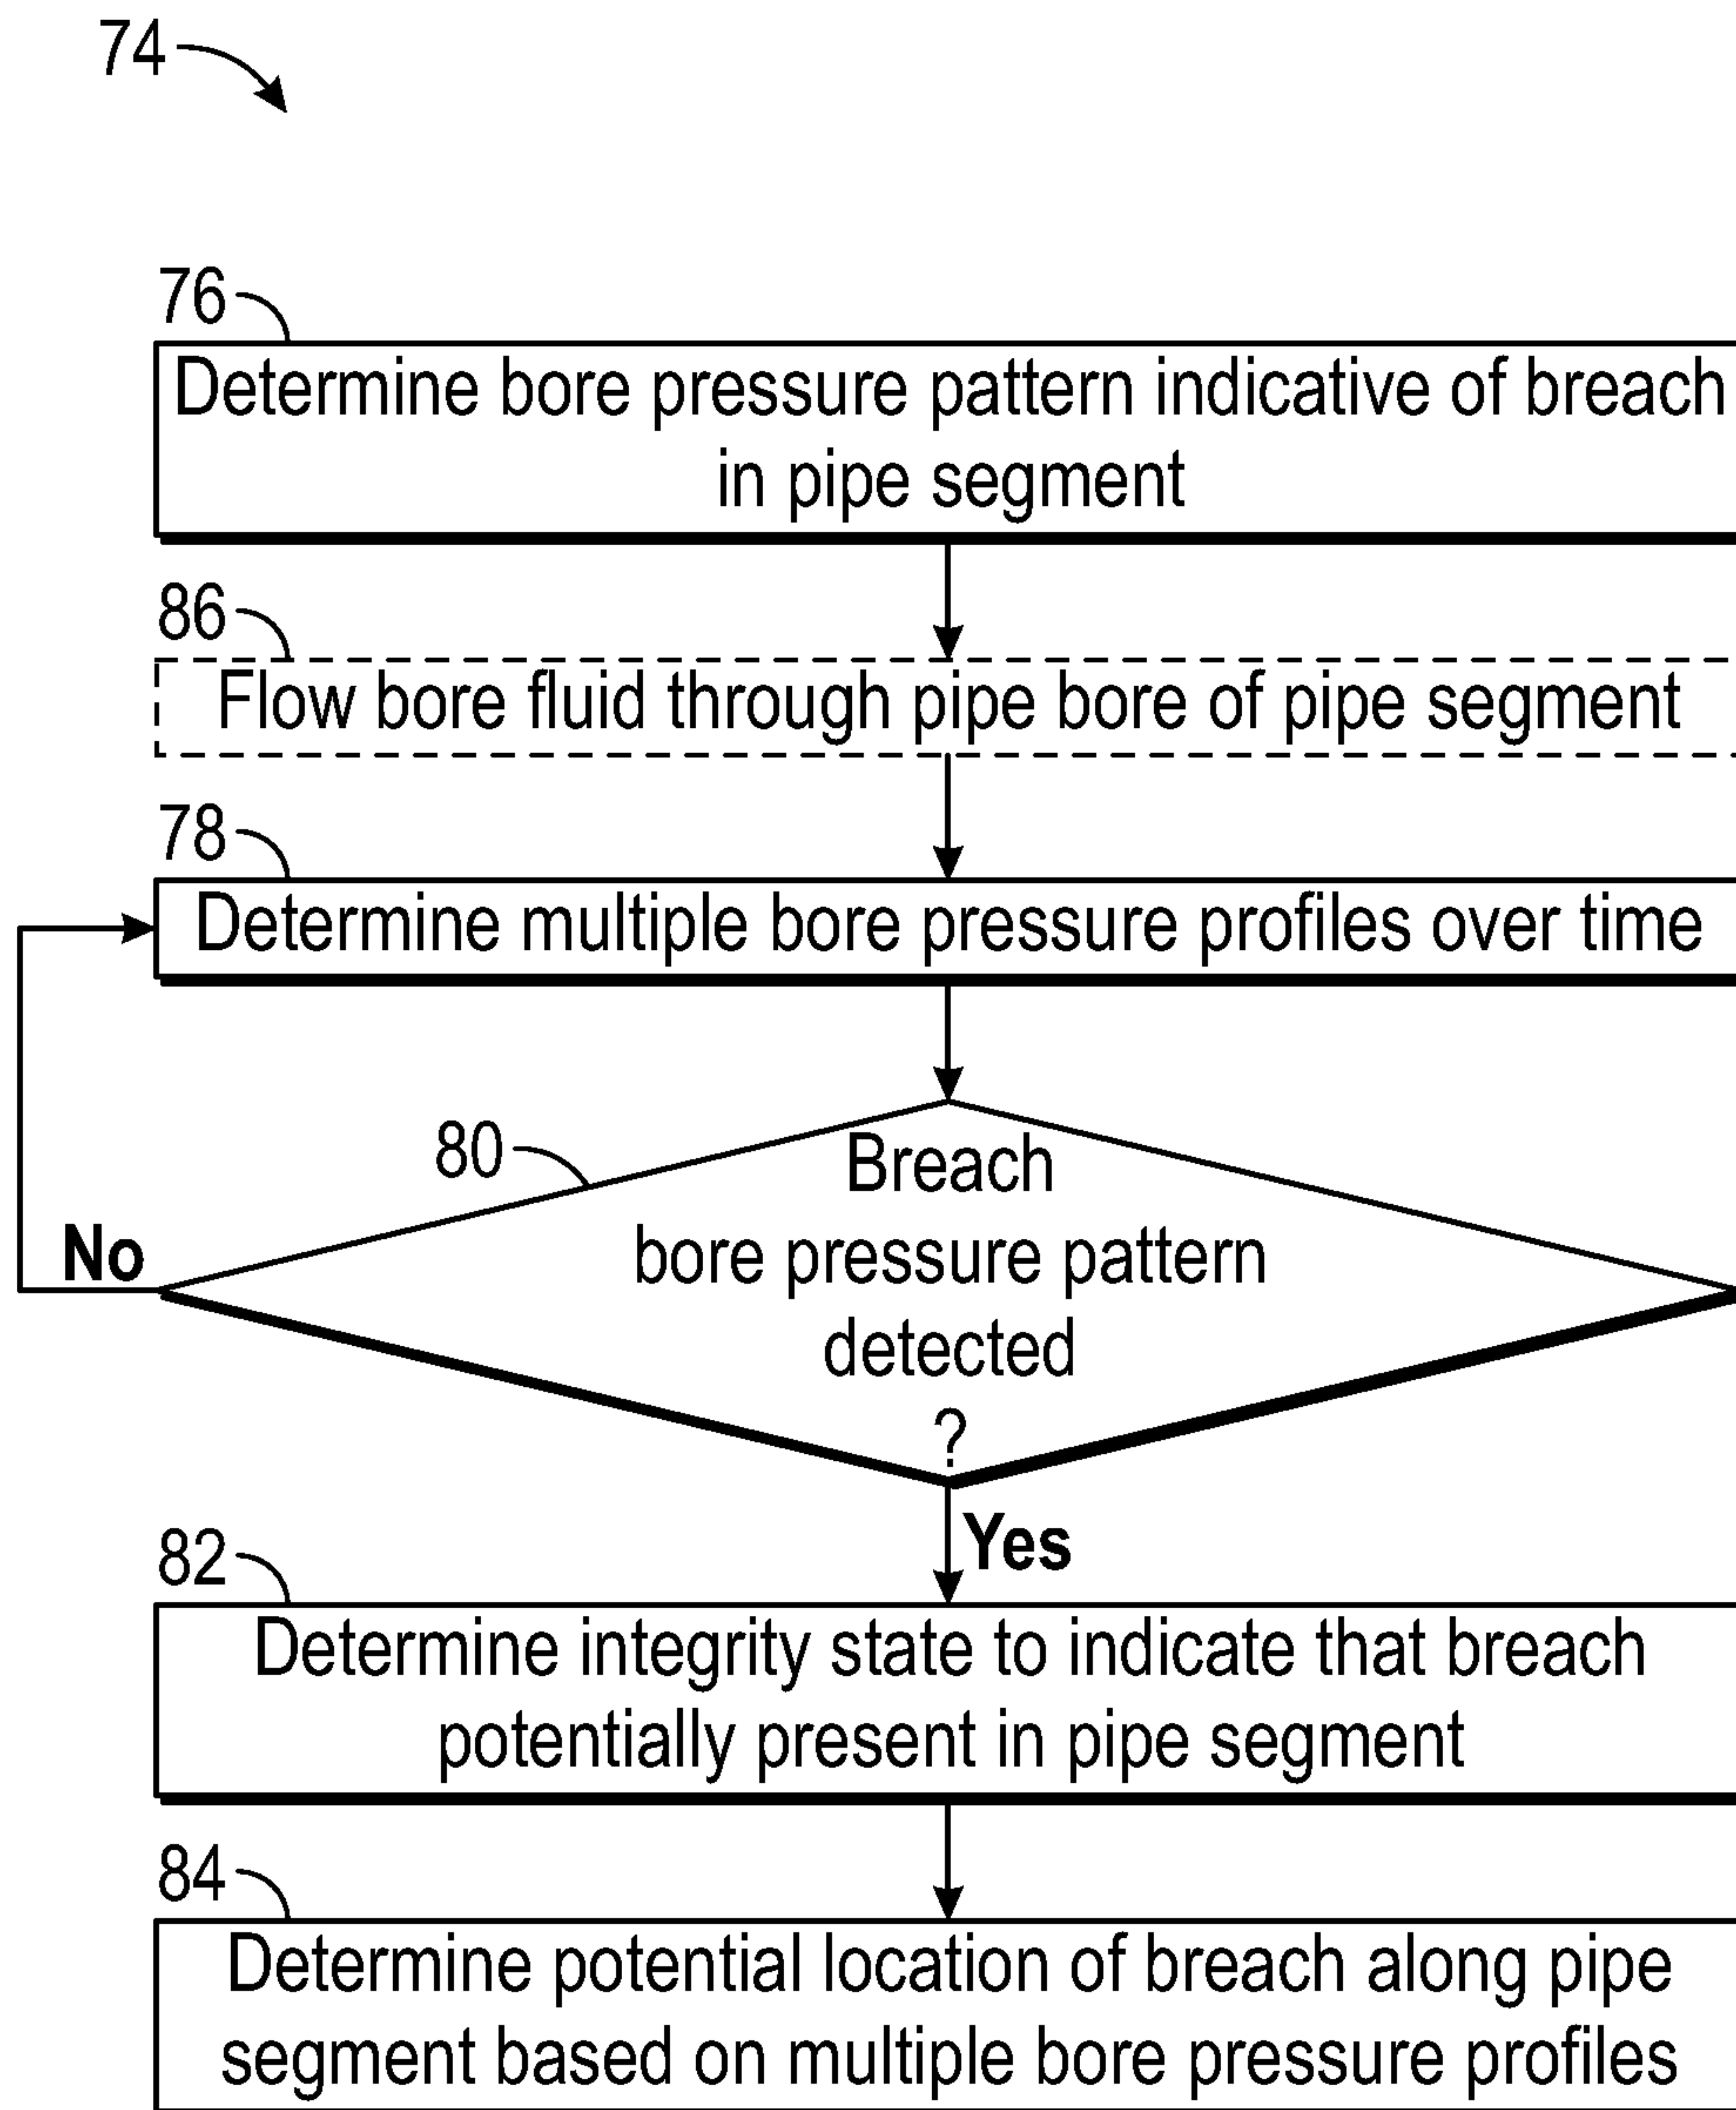 74
76
Determine bore pressure pattern indicative of breach
in pipe segment
86
Flow bore fluid through pipe bore of pipe segment
78
Determine multiple bore pressure profiles over time
80
Breach
bore pressure pattern
detected
?
No
Yes
82
Determine integrity state to indicate that breach
potentially present in pipe segment
84
Determine potential location of breach along pipe
segment based on multiple bore pressure profiles